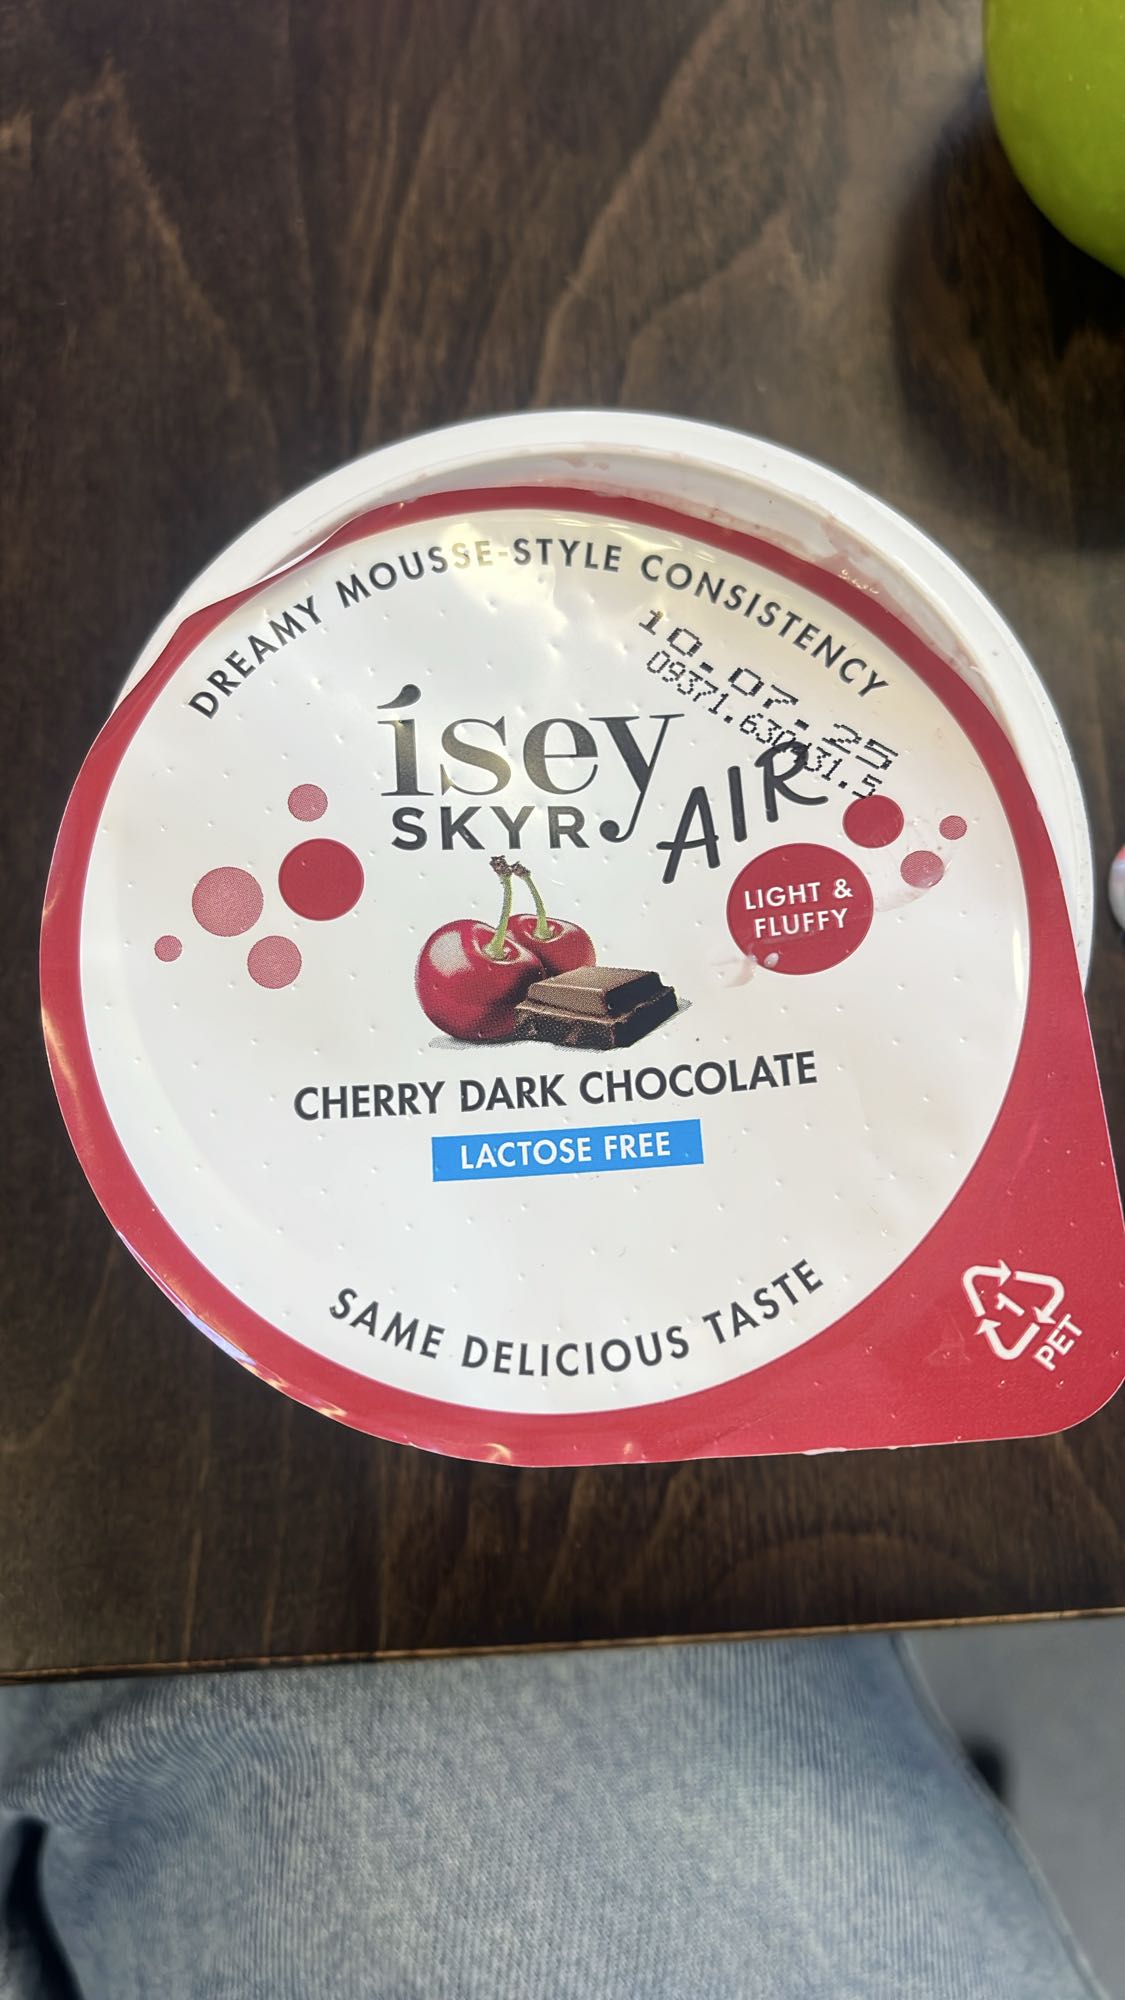 DREAMY MOUSSE-STYLE CONSISTENCY
10.07.25
ísey
SKYR
AIR
LIGHT &
FLUFFY
CHERRY DARK CHOCOLATE
LACTOSE FREE
SAME DELICIOUS TASTE
1
PET